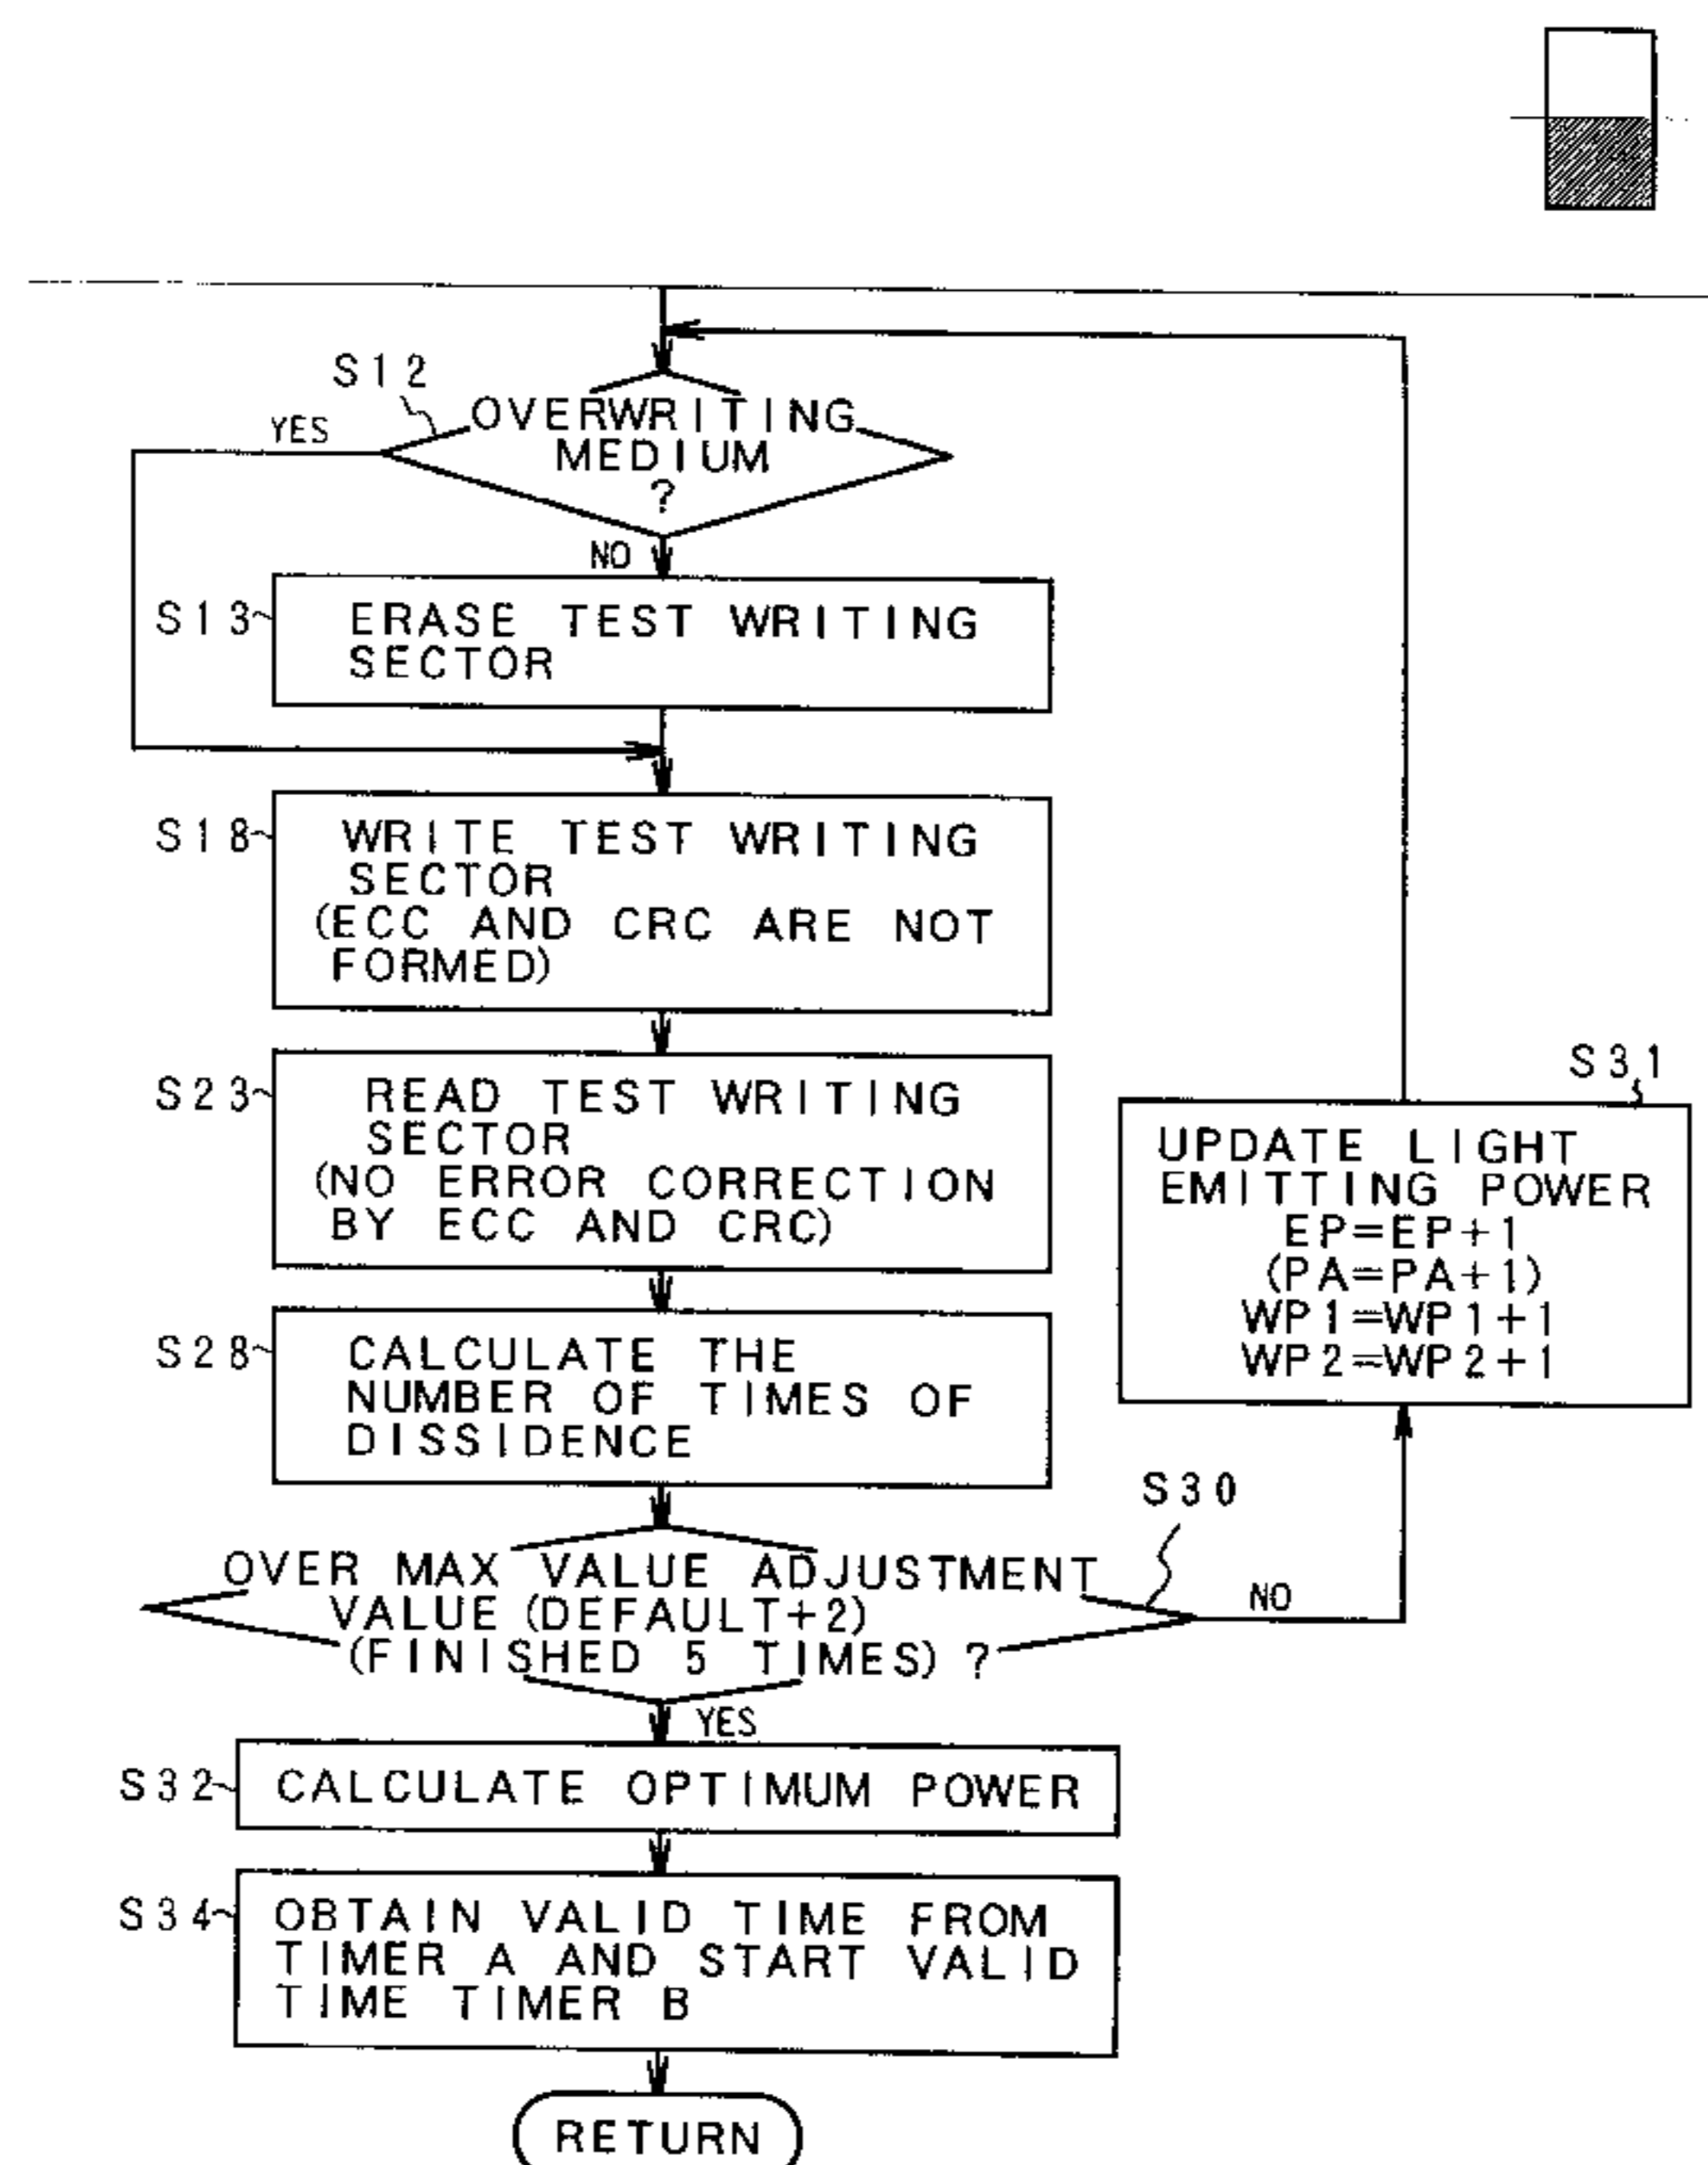 S12
YES
OVERWRITING
MEDIUM
?
NO
S13
ERASE TEST WRITING
SECTOR
S18
WRITE TEST WRITING
SECTOR
(ECC AND CRC ARE NOT
FORMED)
S23
READ TEST WRITING
SECTOR
(NO ERROR CORRECTION
BY ECC AND CRC)
S31
UPDATE LIGHT
EMITTING POWER
EP=EP+1
(PA=PA+1)
WP1=WP1+1
WP2=WP2+1
S28
CALCULATE THE
NUMBER OF TIMES OF
DISSIDENCE
S30
OVER MAX VALUE ADJUSTMENT
VALUE (DEFAULT+2)
(FINISHED 5 TIMES) ?
NO
YES
S32
CALCULATE OPTIMUM POWER
S34
OBTAIN VALID TIME FROM
TIMER A AND START VALID
TIME TIMER B
RETURN